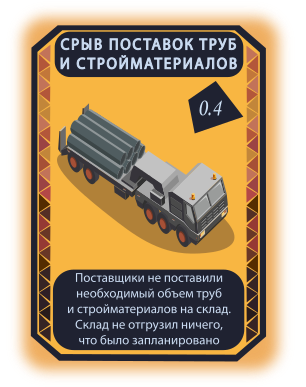 СРЫВ ПОСТАВОК ТРУБ
И СТРОЙМАТЕРИАЛОВ
0.4
Поставщики не поставили
необходимый объем труб
и стройматериалов на склад.
Склад не отгрузил ничего,
что было запланировано